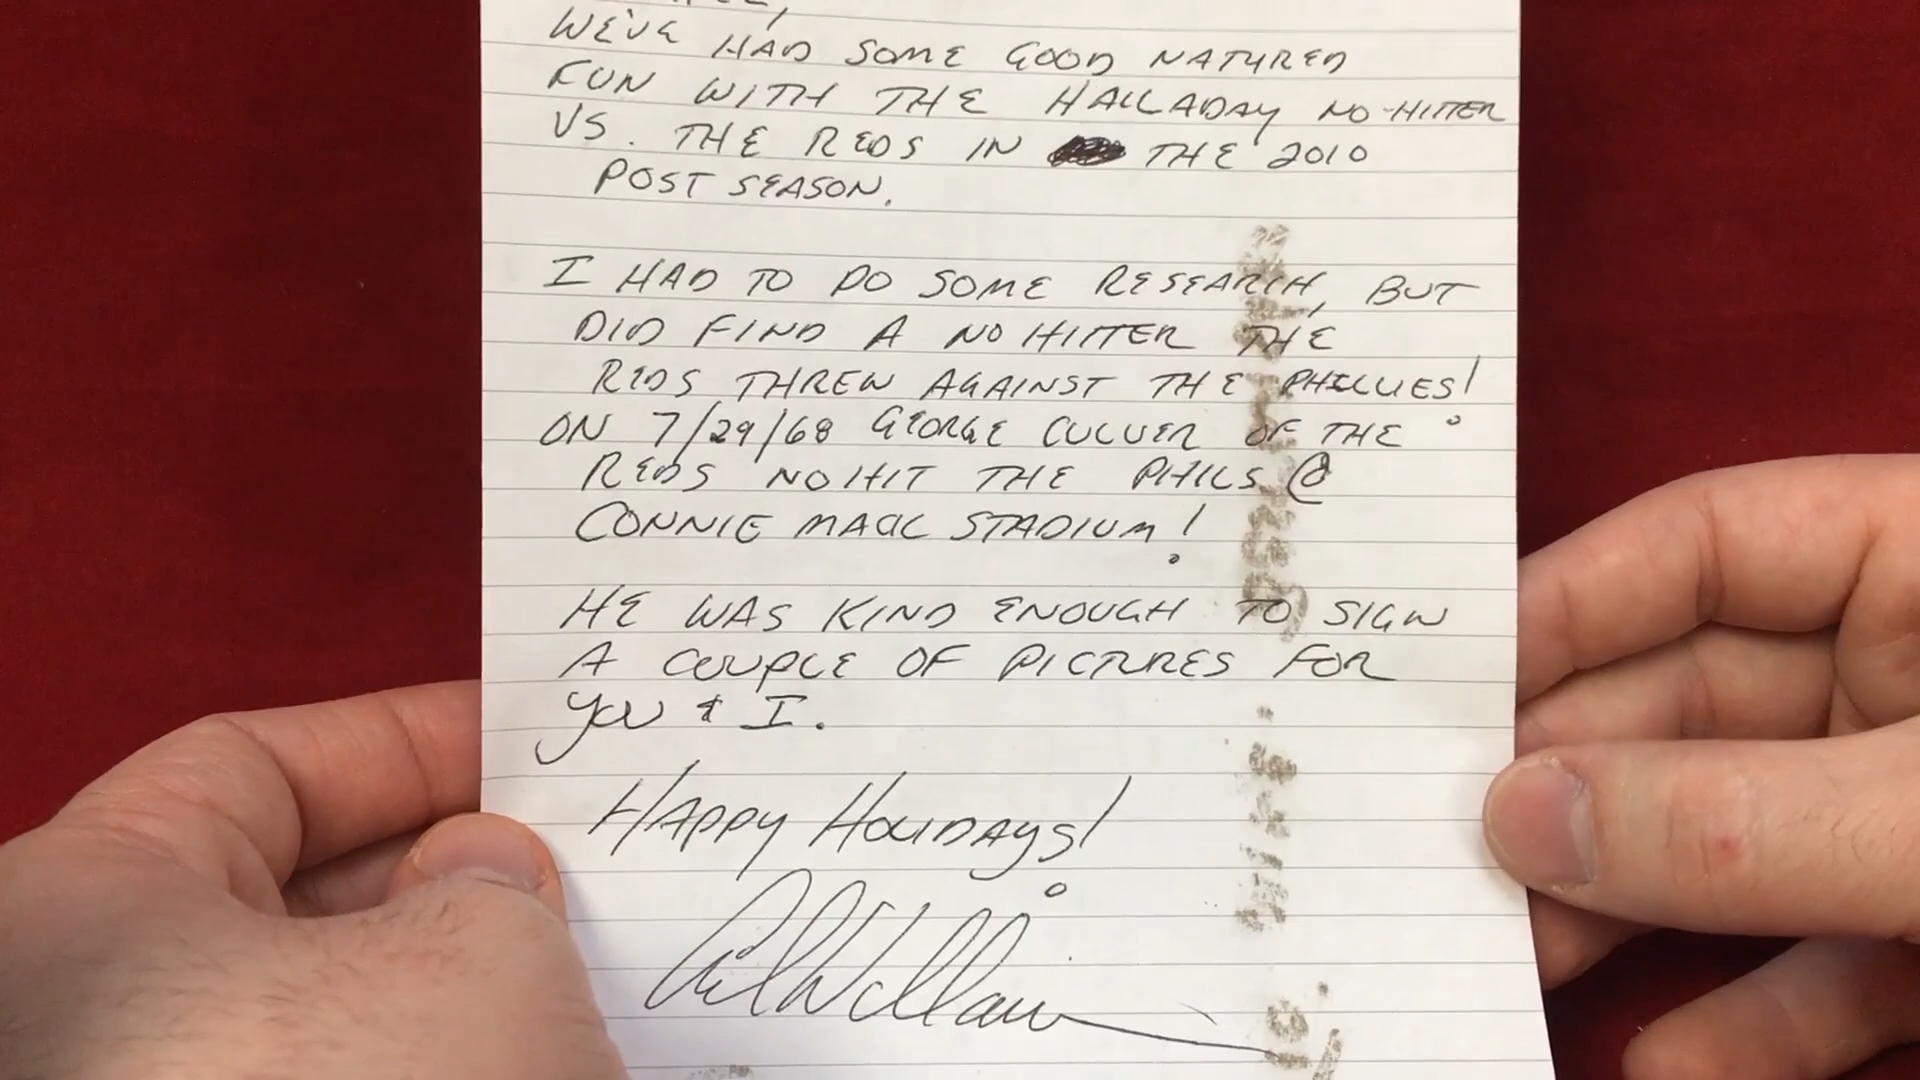 WE'VE HAD SOME GOOD NATURED
FUN WITH THE HALLADAY NO-HITTER
VS. THE REDS IN THE 2010
POST SEASON.
I HAD TO DO SOME RESEARCH, BUT
DID FIND A NO HITTER THE
REDS THREW AGAINST THE PHILLIES!
ON 7/29/68 GEORGE CULVER OF THE
REDS NO HIT THE PHILS @
CONNIE MACK STADIUM!
HE WAS KIND ENOUGH TO SIGN
A COUPLE OF PICTURES FOR
YOU & I.
HAPPY HOLIDAYS!